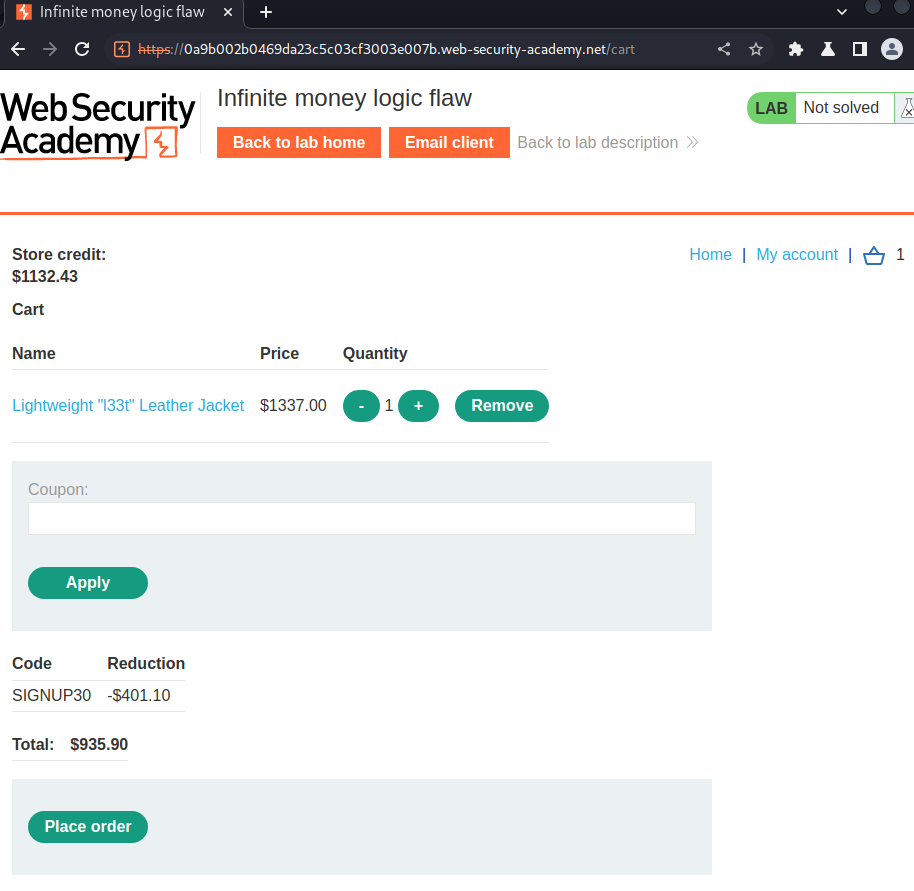 Infinite money logic flaw × +
https://0a9b002b0469da23c5c03cf3003e007b.web-security-academy.net/cart
WebSecurity
Academy
Infinite money logic flaw
Back to lab home Email client Back to lab description
LAB Not solved
Store credit:
$1132.43
Home | My account | 1
Cart
Name Price Quantity
Lightweight "l33t" Leather Jacket $1337.00 - 1 + Remove
Coupon:
Apply
Code Reduction
SIGNUP30 -$401.10
Total: $935.90
Place order